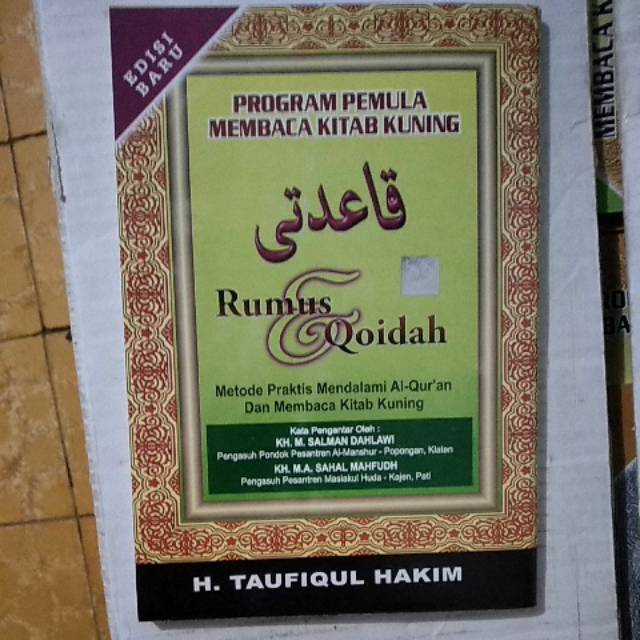 EDISI
BARU
PROGRAM PEMULA
MEMBACA KITAB KUNING
قاعدتي
Rumus
&
Qoidah
Metode Praktis Mendalami Al-Qur'an
Dan Membaca Kitab Kuning
Kata Pengantar Oleh :
KH. M. SALMAN DAHLAWI
Pengasuh Pondok Pesantren Al-Manshur - Popongan, Klaten
KH. M.A. SAHAL MAHFUDH
Pengasuh Pesantren Maslakul Huda - Kajen, Pati
H. TAUFIQUL HAKIM
MEMBACA K